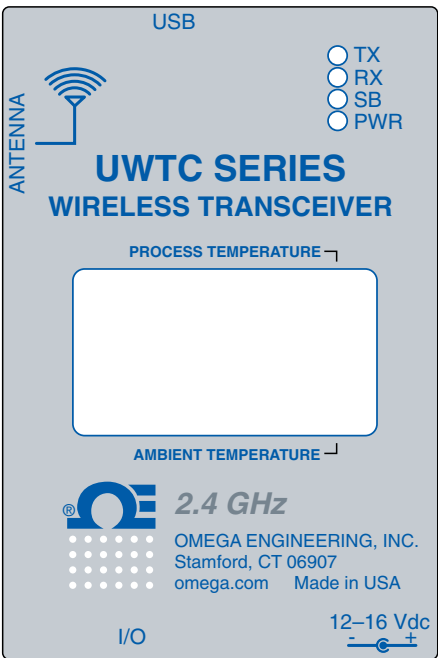 USB
TX
RX
SB
PWR
ANTENNA
UWTC SERIES
WIRELESS TRANSCEIVER
PROCESS TEMPERATURE
AMBIENT TEMPERATURE
®ΩE
2.4 GHz
OMEGA ENGINEERING, INC.
Stamford, CT 06907
omega.com Made in USA
I/O
12–16 Vdc
- +